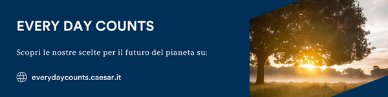 EVERY DAY COUNTS
Scopri le nostre scelte per il futuro del pianeta su:
everydaycounts.caesar.it